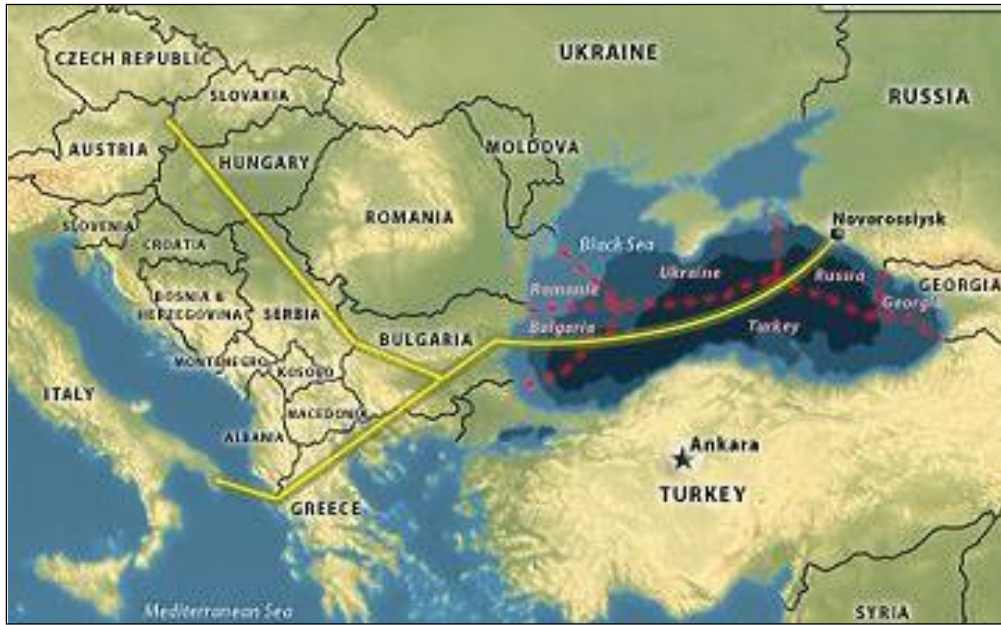 CZECH REPUBLIC
UKRAINE
SLOVAKIA
RUSSIA
AUSTRIA
HUNGARY
MOLDOVA
ROMANIA
SLOVENIA
CROATIA
Novorossiysk
Black Sea
Ukraine
Russia
GEORGIA
Romania
BOSNIA &
HERZEGOVINA
SERBIA
Georgi
Bulgaria
Turkey
BULGARIA
MONTENEGRO
KOSOVO
ITALY
MACEDONIA
ALBANIA
Ankara
TURKEY
GREECE
Mediterranean Sea
SYRIA